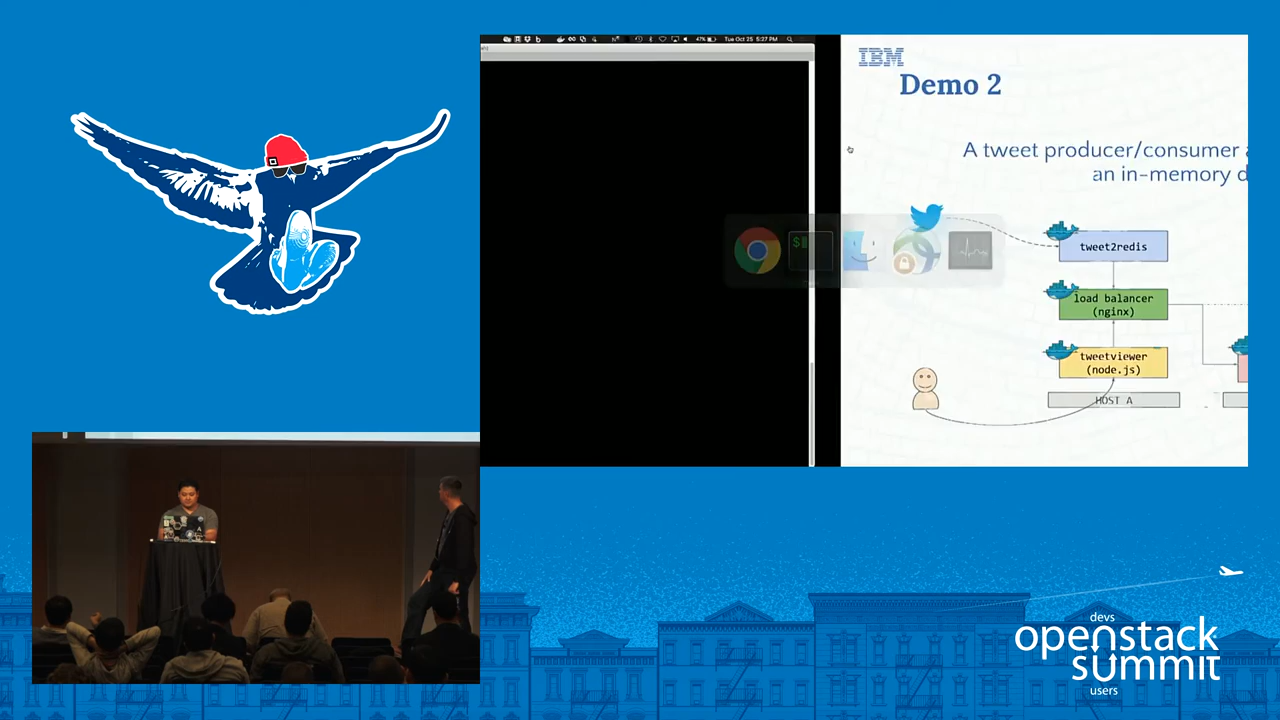 47%
Tue Oct 25 5:27 PM
IBM
Demo 2
A tweet producer/consumer
an in-memory d
$
tweet2redis
load balancer
(nginx)
tweetviewer
(node.js)
HOST A
devs
openstack
summit
users